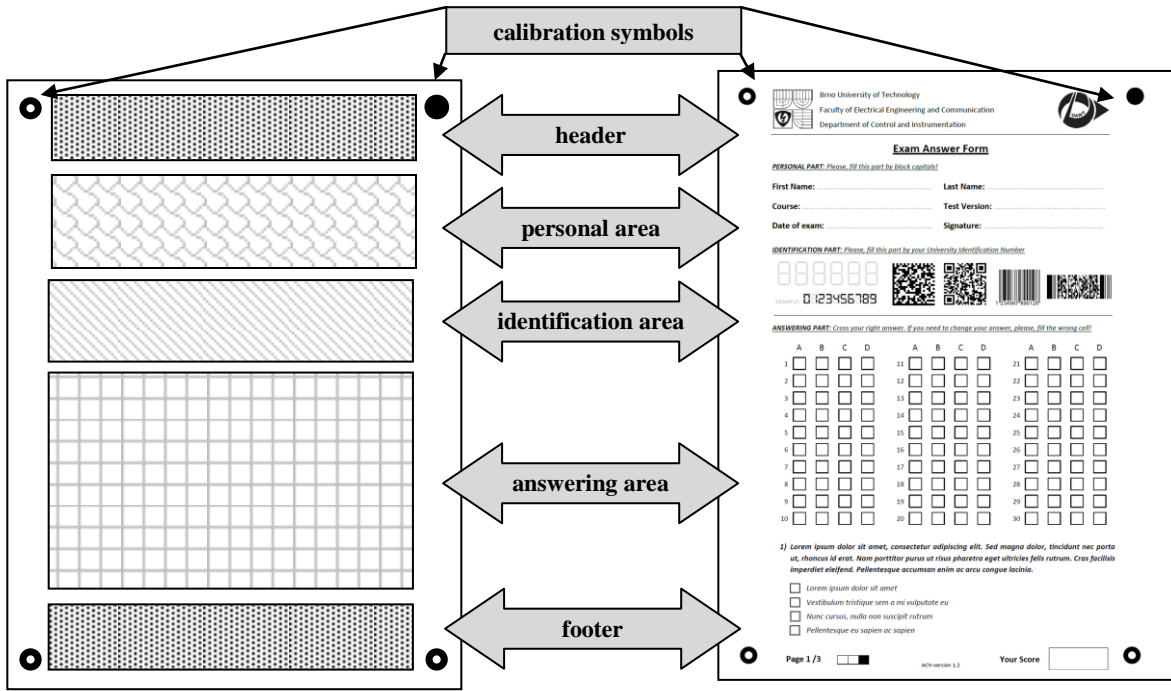 calibration symbols
header
personal area
identification area
answering area
footer
Brno University of Technology
Faculty of Electrical Engineering and Communication
Department of Control and Instrumentation
Exam Answer Form
PERSONAL PART: Please, fill this part by block capitals!
First Name: Last Name:
Course: Test Version:
Date of exam: Signature:
IDENTIFICATION PART: Please, fill this part by your University Identification Number
EXAMPLE: 0123456789
ANSWERING PART: Cross your right answer. If you need to change your answer, please, fill the wrong cell!
A B C D A B C D A B C D
1 11 21
2 12 22
3 13 23
4 14 24
5 15 25
6 16 26
7 17 27
8 18 28
9 19 29
10 20 30
1) Lorem ipsum dolor sit amet, consectetur adipiscing elit. Sed magna dolor, tincidunt nec porta
ut, rhoncus id erat. Nam porttitor purus ut risus pharetra eget ultricies felis rutrum. Cras facilisis
imperdiet eleifend. Pellentesque accumsan enim ac arcu congue lacinia.
Lorem ipsum dolor sit amet
Vestibulum tristique sem a mi vulputate eu
Nunc cursus, nulla non suscipit rutrum
Pellentesque eu sapien ac sapien
Page 1 /3 ACV-version 1.2 Your Score